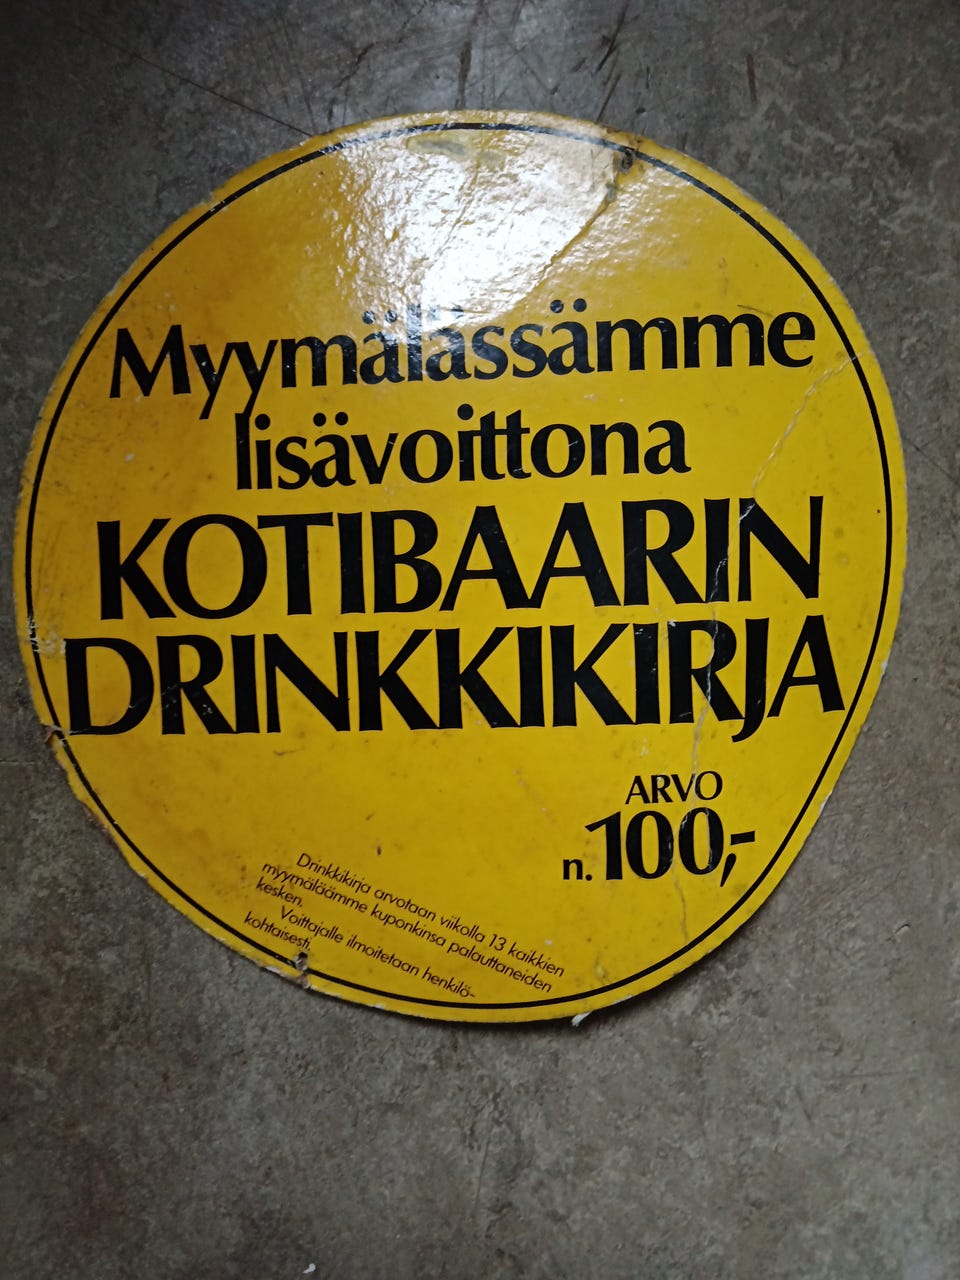 Myymälässämme
lisävoittona
KOTIBAARIN
DRINKKIKIRJA
ARVO
n. 100,-
Drinkkikirja arvotaan viikolla 13 kaikkien
myymäläämme kuponkinsa palauttaneiden
kesken.
Voittajalle ilmoitetaan henkilö-
kohtaisesti.